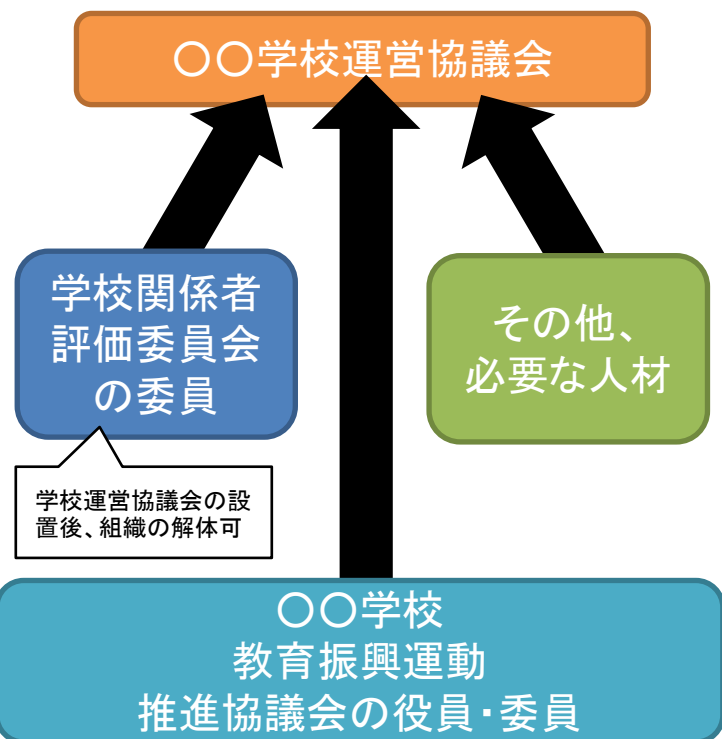 〇〇学校運営協議会
学校関係者
評価委員会
の委員
その他、
必要な人材
学校運営協議会の設
置後、組織の解体可
〇〇学校
教育振興運動
推進協議会の役員・委員